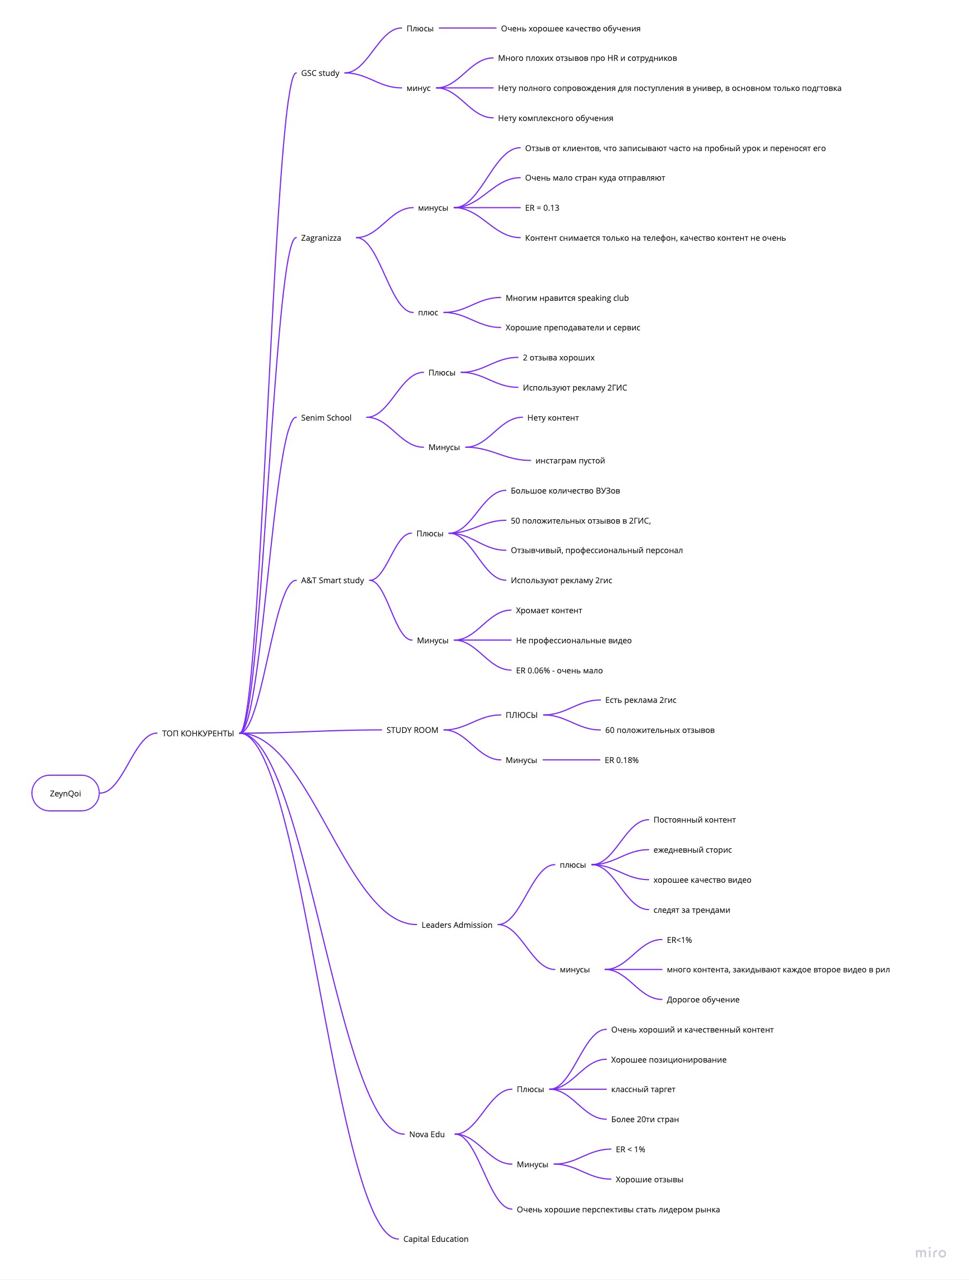 Плюсы
Очень хорошее качество обучения
GSC study
минус
Много плохих отзывов про HR и сотрудников
Нету полного сопровождения для поступления в универ, в основном только подгтовка
Нету комплексного обучения
Zagranizza
минусы
Отзыв от клиентов, что записывают часто на пробный урок и переносят его
Очень мало стран куда отправляют
ER = 0.13
Контент снимается только на телефон, качество контент не очень
плюс
Многим нравится speaking club
Хорошие преподаватели и сервис
Senim School
Плюсы
2 отзыва хороших
Используют рекламу 2ГИС
Минусы
Нету контент
инстаграм пустой
A&T Smart study
Плюсы
Большое количество ВУЗов
50 положительных отзывов в 2ГИС,
Отзывчивый, профессиональный персонал
Используют рекламу 2гис
Минусы
Хромает контент
Не профессиональные видео
ER 0.06% - очень мало
ZeynQoi
ТОП КОНКУРЕНТЫ
STUDY ROOM
ПЛЮСЫ
Есть реклама 2гис
60 положительных отзывов
Минусы
ER 0.18%
Leaders Admission
плюсы
Постоянный контент
ежедневный сторис
хорошее качество видео
следят за трендами
минусы
ER<1%
много контента, закидывают каждое второе видео в рил
Дорогое обучение
Nova Edu
Плюсы
Очень хороший и качественный контент
Хорошее позиционирование
классный таргет
Более 20ти стран
Минусы
ER < 1%
Хорошие отзывы
Очень хорошие перспективы стать лидером рынка
Capital Education
miro